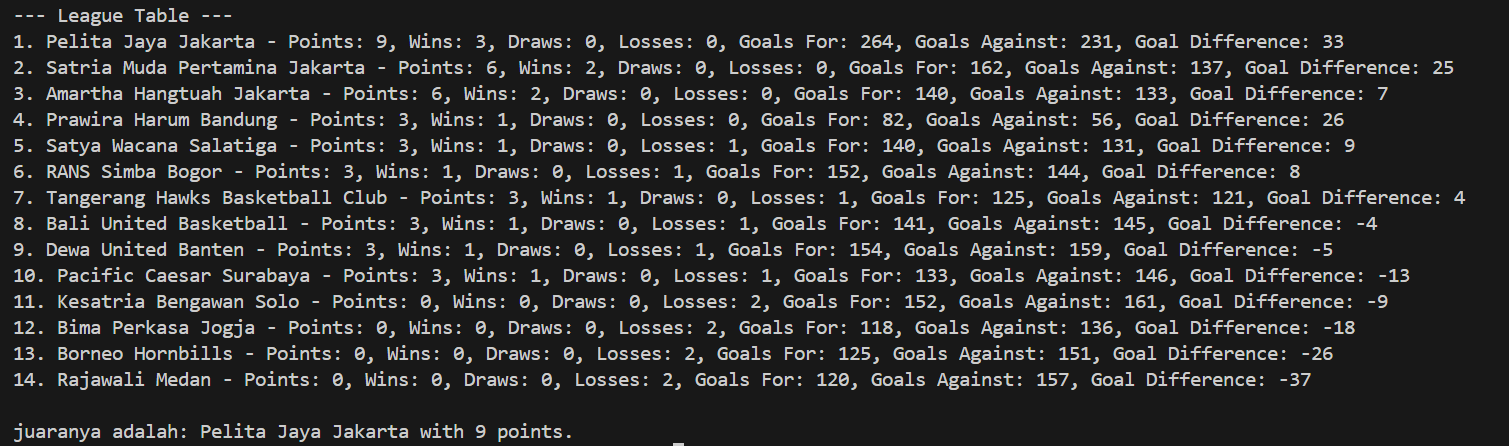 --- League Table ---
1. Pelita Jaya Jakarta - Points: 9, Wins: 3, Draws: 0, Losses: 0, Goals For: 264, Goals Against: 231, Goal Difference: 33
2. Satria Muda Pertamina Jakarta - Points: 6, Wins: 2, Draws: 0, Losses: 0, Goals For: 162, Goals Against: 137, Goal Difference: 25
3. Amartha Hangtuah Jakarta - Points: 6, Wins: 2, Draws: 0, Losses: 0, Goals For: 140, Goals Against: 133, Goal Difference: 7
4. Prawira Harum Bandung - Points: 3, Wins: 1, Draws: 0, Losses: 0, Goals For: 82, Goals Against: 56, Goal Difference: 26
5. Satya Wacana Salatiga - Points: 3, Wins: 1, Draws: 0, Losses: 1, Goals For: 140, Goals Against: 131, Goal Difference: 9
6. RANS Simba Bogor - Points: 3, Wins: 1, Draws: 0, Losses: 1, Goals For: 152, Goals Against: 144, Goal Difference: 8
7. Tangerang Hawks Basketball Club - Points: 3, Wins: 1, Draws: 0, Losses: 1, Goals For: 125, Goals Against: 121, Goal Difference: 4
8. Bali United Basketball - Points: 3, Wins: 1, Draws: 0, Losses: 1, Goals For: 141, Goals Against: 145, Goal Difference: -4
9. Dewa United Banten - Points: 3, Wins: 1, Draws: 0, Losses: 1, Goals For: 154, Goals Against: 159, Goal Difference: -5
10. Pacific Caesar Surabaya - Points: 3, Wins: 1, Draws: 0, Losses: 1, Goals For: 133, Goals Against: 146, Goal Difference: -13
11. Kesatria Bengawan Solo - Points: 0, Wins: 0, Draws: 0, Losses: 2, Goals For: 152, Goals Against: 161, Goal Difference: -9
12. Bima Perkasa Jogja - Points: 0, Wins: 0, Draws: 0, Losses: 2, Goals For: 118, Goals Against: 136, Goal Difference: -18
13. Borneo Hornbills - Points: 0, Wins: 0, Draws: 0, Losses: 2, Goals For: 125, Goals Against: 151, Goal Difference: -26
14. Rajawali Medan - Points: 0, Wins: 0, Draws: 0, Losses: 2, Goals For: 120, Goals Against: 157, Goal Difference: -37
juaranya adalah: Pelita Jaya Jakarta with 9 points.